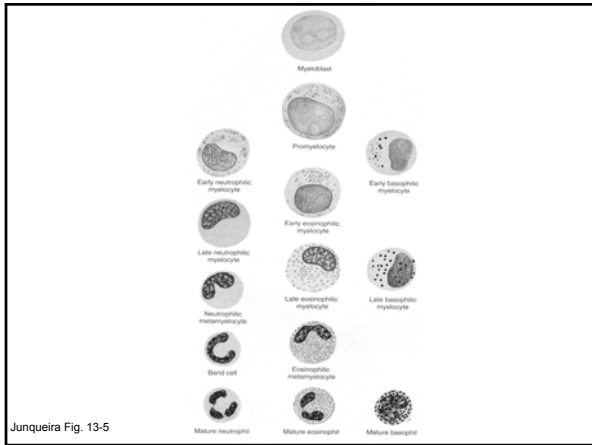 Myeloblast
Promyelocyte
Early neutrophilic
myelocyte
Early basophilic
myelocyte
Early eosinophilic
myelocyte
Late neutrophilic
myelocyte
Late eosinophilic
myelocyte
Late basophilic
myelocyte
Neutrophilic
metamyelocyte
Band cell
Eosinophilic
metamyelocyte
Mature neutrophil
Mature eosinophil
Mature basophil
Junqueira Fig. 13-5